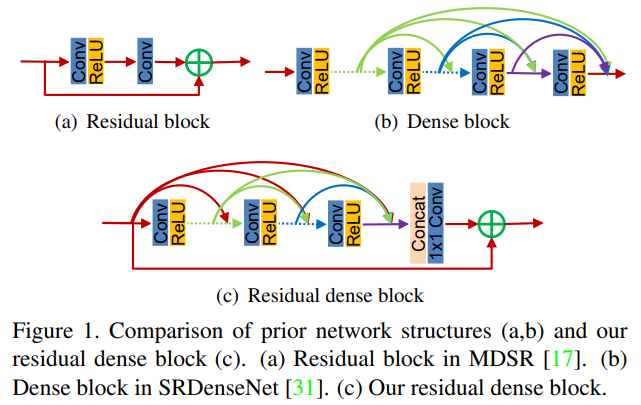 Conv
ReLU
Conv
Conv
ReLU
Conv
ReLU
Conv
ReLU
Conv
ReLU
(a) Residual block
(b) Dense block
Conv
ReLU
Conv
ReLU
Conv
ReLU
Concat
1x1 Conv
(c) Residual dense block
Figure 1. Comparison of prior network structures (a,b) and our
residual dense block (c). (a) Residual block in MDSR [17]. (b)
Dense block in SRDenseNet [31]. (c) Our residual dense block.